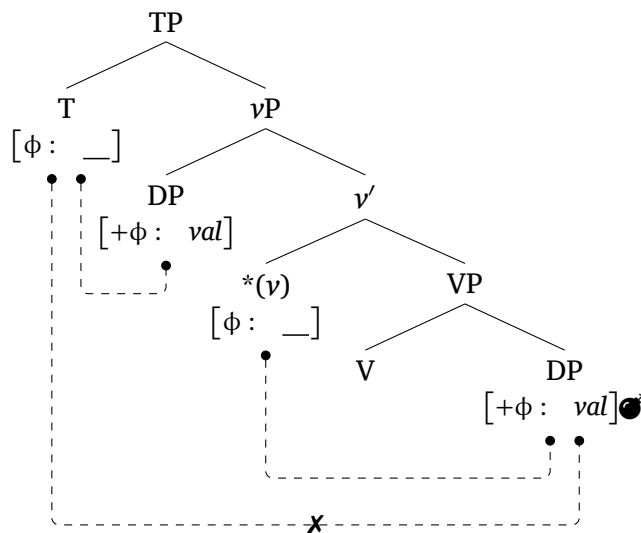 TP
T vP
[ϕ : __]
DP v′
[+ϕ : val]
*(v) VP
[ϕ : __]
V DP
[+ϕ : val]💣
✗